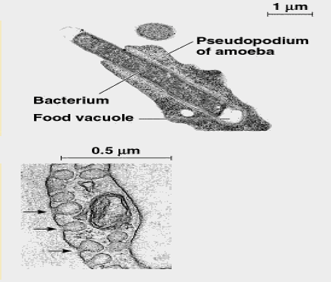 1 µm
Pseudopodium
of amoeba
Bacterium
Food vacuole
0.5 µm